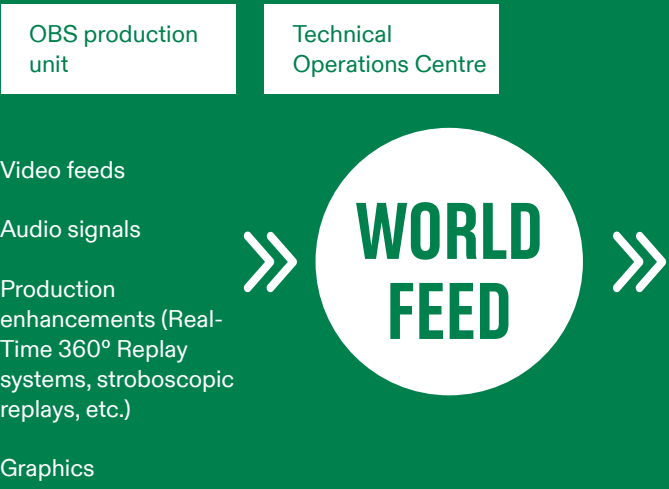 OBS production
unit
Technical
Operations Centre
Video feeds
Audio signals
Production
enhancements (Real-
Time 360º Replay
systems, stroboscopic
replays, etc.)
Graphics
WORLD
FEED